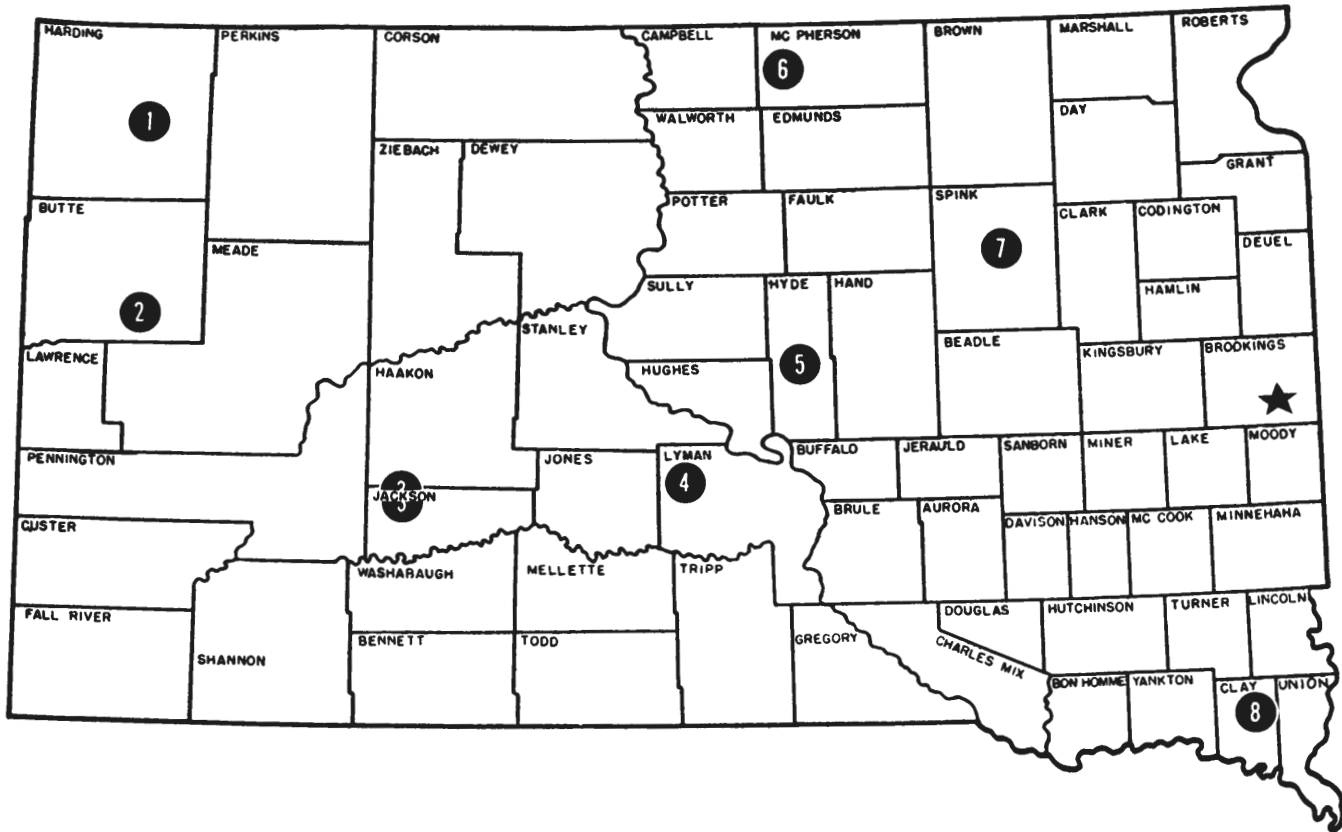 HARDING
PERKINS
CORSON
CAMPBELL
MC PHERSON
BROWN
MARSHALL
ROBERTS
6
1
WALWORTH
EDMUNDS
DAY
ZIEBACH
DEWEY
GRANT
BUTTE
POTTER
FAULK
SPINK
CLARK
CODINGTON
MEADE
7
DEUEL
SULLY
HYDE
HAND
HAMLIN
2
STANLEY
LAWRENCE
BEADLE
KINGSBURY
BROOKINGS
HAAKON
HUGHES
5
PENNINGTON
JONES
LYMAN
BUFFALO
JERAULD
SANBORN
MINER
LAKE
MOODY
4
3
JACKSON
CUSTER
BRULE
AURORA
DAVISON
HANSON
MC COOK
MINNEHAHA
WASHABAUGH
MELLETTE
TRIPP
FALL RIVER
DOUGLAS
HUTCHINSON
TURNER
LINCOLN
SHANNON
BENNETT
TODD
GREGORY
CHARLES MIX
BON HOMME
YANKTON
CLAY
UNION
8